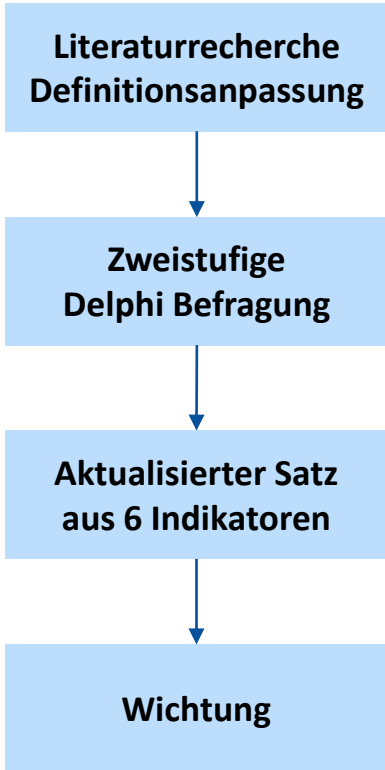 Literaturrecherche
Definitionsanpassung
Zweistufige
Delphi Befragung
Aktualisierter Satz
aus 6 Indikatoren
Wichtung